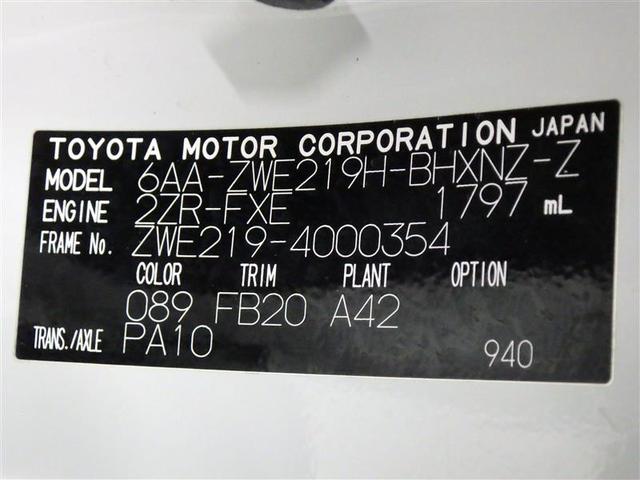 TOYOTA MOTOR CORPORATION JAPAN
MODEL 6AA-ZWE219H-BHXNZ-Z
ENGINE 2ZR-FXE 1797 mL
FRAME No. ZWE219-4000354
COLOR TRIM PLANT OPTION
089 FB20 A42
TRANS./AXLE PA10 940